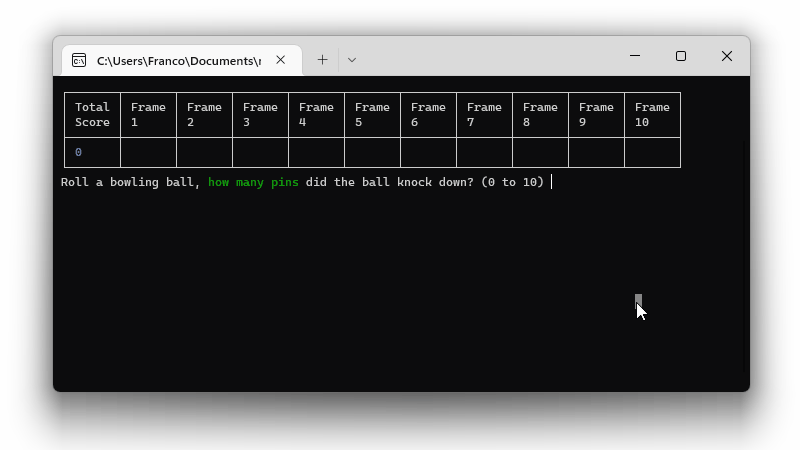 C:\Users\Franco\Documents\r
Total Frame Frame Frame Frame Frame Frame Frame Frame Frame Frame
Score 1 2 3 4 5 6 7 8 9 10
0
Roll a bowling ball, how many pins did the ball knock down? (0 to 10)